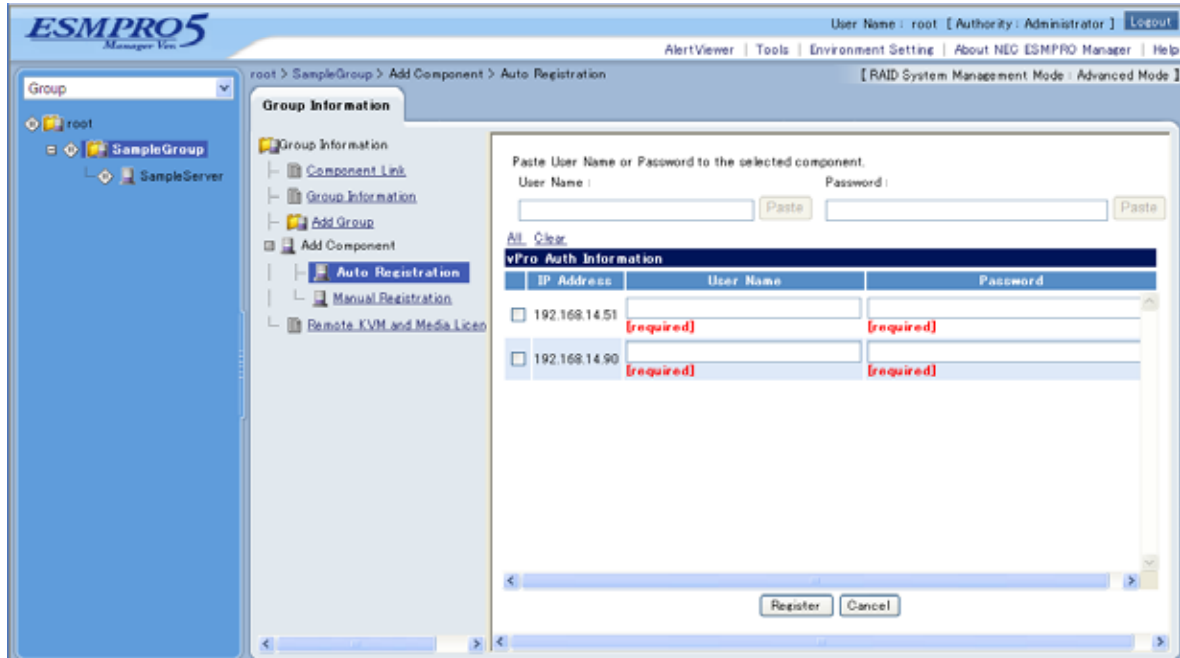 ESMPRO5
Manager Ver.
User Name : root [ Authority : Administrator ] Logout
AlertViewer | Tools | Environment Setting | About NEC ESMPRO Manager | Help
Group
root > SampleGroup > Add Component > Auto Registration [ RAID System Management Mode : Advanced Mode ]
root
SampleGroup
SampleServer
Group Information
Group Information
Component Link
Group Information
Add Group
Add Component
Auto Registration
Manual Registration
Remote KVM and Media Licen
Paste User Name or Password to the selected component.
User Name : Password :
Paste Paste
All Clear
vPro Auth Information
IP Address User Name Password
192.168.14.51
[required] [required]
192.168.14.90
[required] [required]
Register Cancel